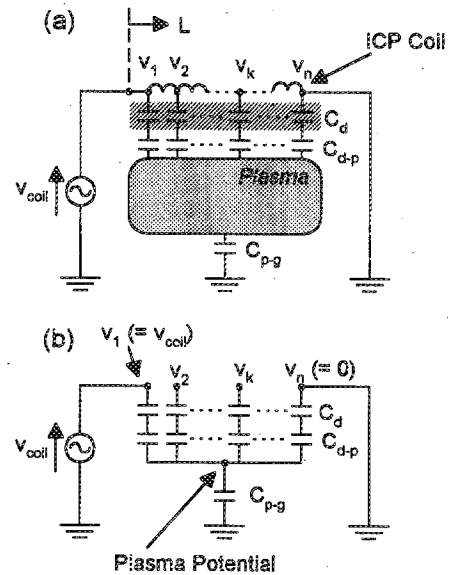 (a)
L
ICP Coil
v1 v2 vk vn
Cd
Cd-p
vcoil
Plasma
Cp-g
(b)
v1 (= vcoil)
v2 vk vn (= 0)
Cd
vcoil
Cd-p
Cp-g
Plasma Potential